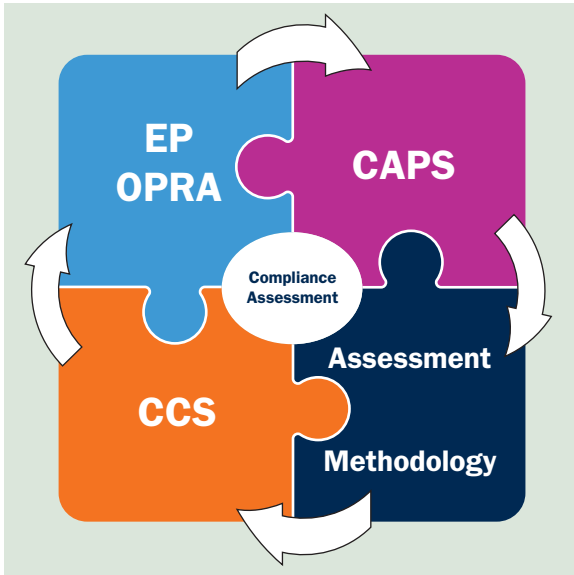 EP
OPRA
CAPS
Compliance
Assessment
Assessment
Methodology
CCS